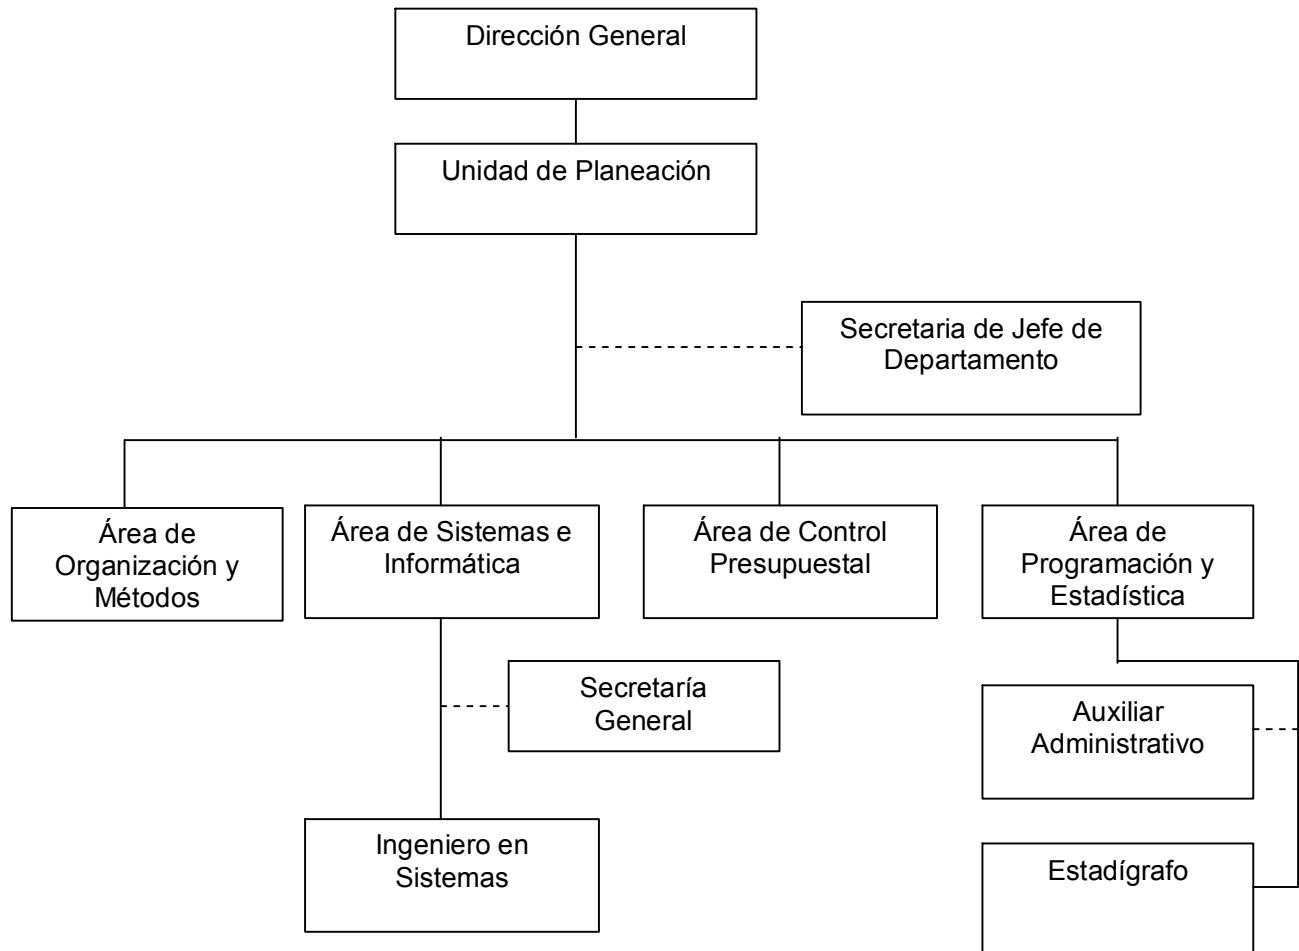 Dirección General
Unidad de Planeación
Secretaria de Jefe de
Departamento
Área de
Organización y
Métodos
Área de Sistemas e
Informática
Área de Control
Presupuestal
Área de
Programación y
Estadística
Secretaría
General
Auxiliar
Administrativo
Ingeniero en
Sistemas
Estadígrafo